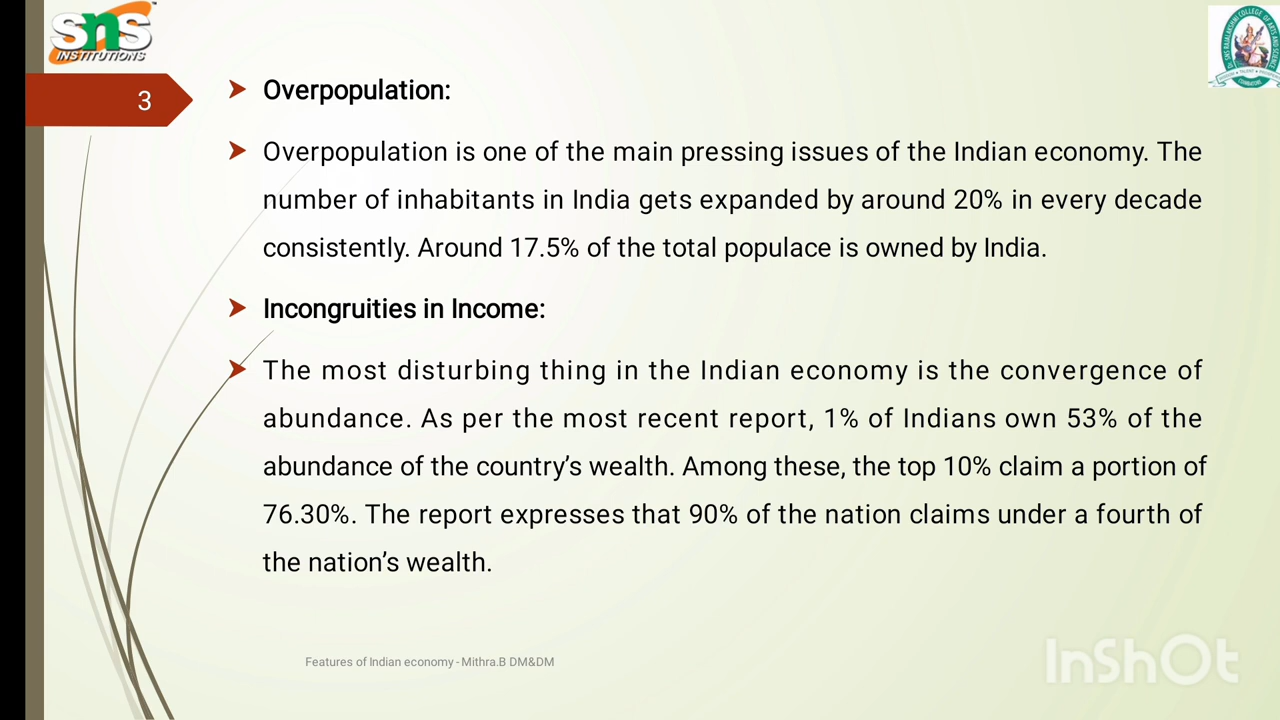 SNS
INSTITUTIONS
3
Overpopulation:
Overpopulation is one of the main pressing issues of the Indian economy. The
number of inhabitants in India gets expanded by around 20% in every decade
consistently. Around 17.5% of the total populace is owned by India.
Incongruities in Income:
The most disturbing thing in the Indian economy is the convergence of
abundance. As per the most recent report, 1% of Indians own 53% of the
abundance of the country’s wealth. Among these, the top 10% claim a portion of
76.30%. The report expresses that 90% of the nation claims under a fourth of
the nation’s wealth.
Features of Indian economy - Mithra.B DM&DM
InShOt